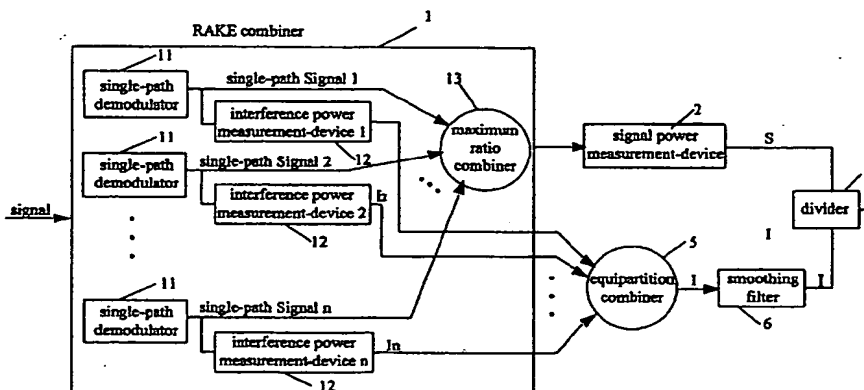 RAKE combiner
1
11
single-path
demodulator
single-path Signal 1
interference power
measurement-device 1
12
13
maximum
ratio
combiner
2
signal power
measurement-device
S
11
single-path
demodulator
single-path Signal 2
interference power
measurement-device 2
12
signal
divider
I
5
equipartition
combiner
I
smoothing
filter
6
I
11
single-path
demodulator
single-path Signal n
interference power
measurement-device n
In
12